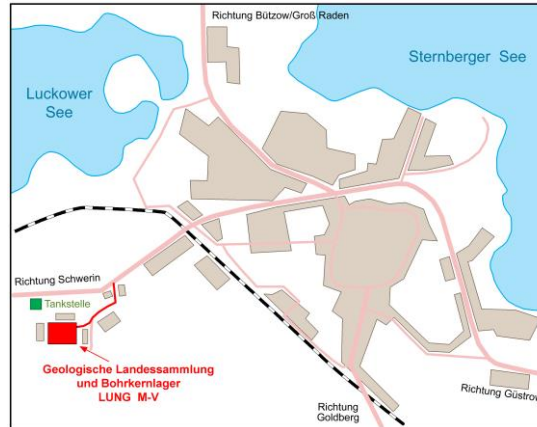 Richtung Bützow/Groß Raden
Luckower
See
Sternberger See
Richtung Schwerin
Tankstelle
Geologische Landessammlung
und Bohrkernlager
LUNG M-V
Richtung
Goldberg
Richtung Güstrow